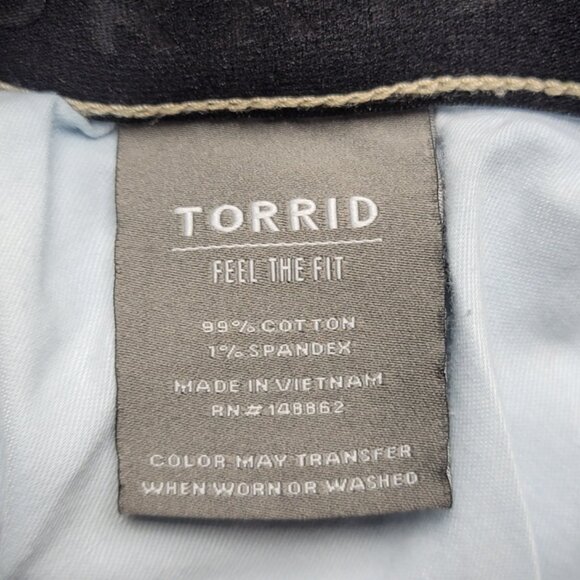 TORRID
FEEL THE FIT
99% COTTON
1% SPANDEX
MADE IN VIETNAM
RN# 148862
COLOR MAY TRANSFER
WHEN WORN OR WASHED